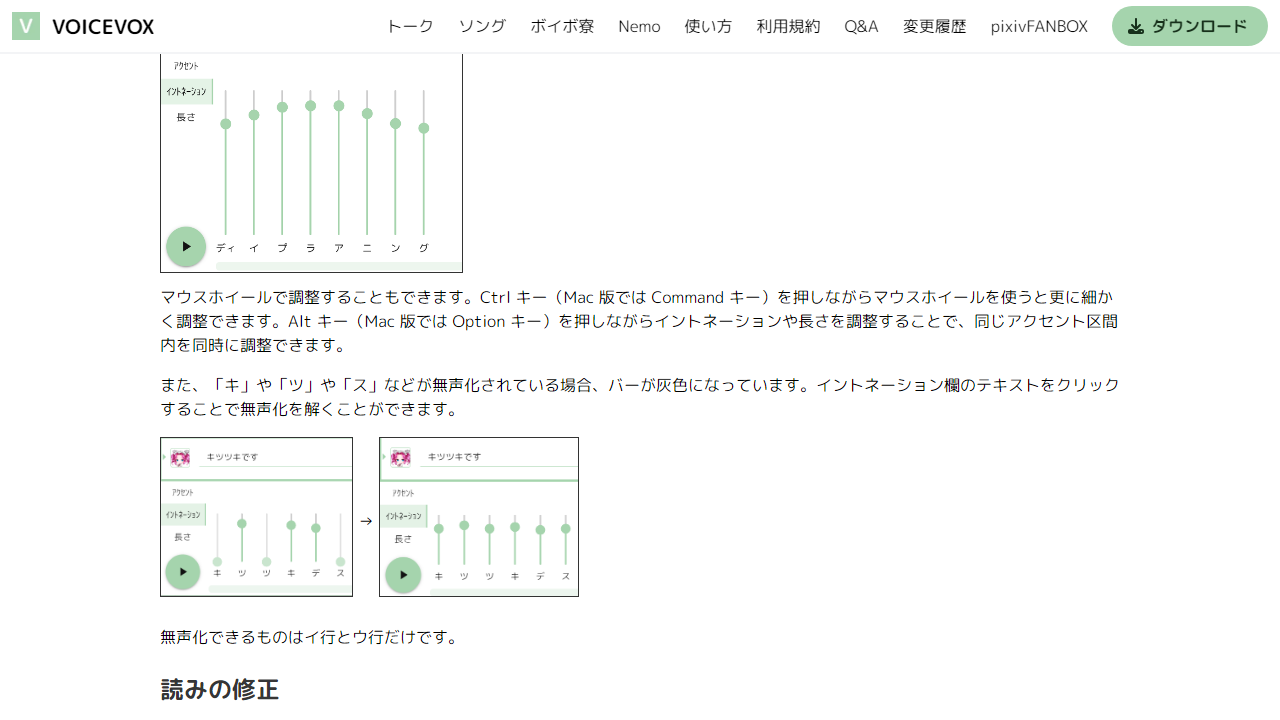 VOICEVOX トーク ソング ボイボ寮 Nemo 使い方 利用規約 Q&A 変更履歴 pixivFANBOX ダウンロード
アクセント
イントネーション
長さ
ディ イ プ ラ ア ニ ン グ
マウスホイールで調整することもできます。Ctrl キー（Mac 版では Command キー）を押しながらマウスホイールを使うと更に細か
く調整できます。Alt キー（Mac 版では Option キー）を押しながらイントネーションや長さを調整することで、同じアクセント区間
内を同時に調整できます。
また、「キ」や「ツ」や「ス」などが無声化されている場合、バーが灰色になっています。イントネーション欄のテキストをクリック
することで無声化を解くことができます。
キツツキです
アクセント
イントネーション
長さ
キ ツ ツ キ デ ス
→
キツツキです
アクセント
イントネーション
長さ
キ ツ ツ キ デ ス
無声化できるものはイ行とウ行だけです。
読みの修正